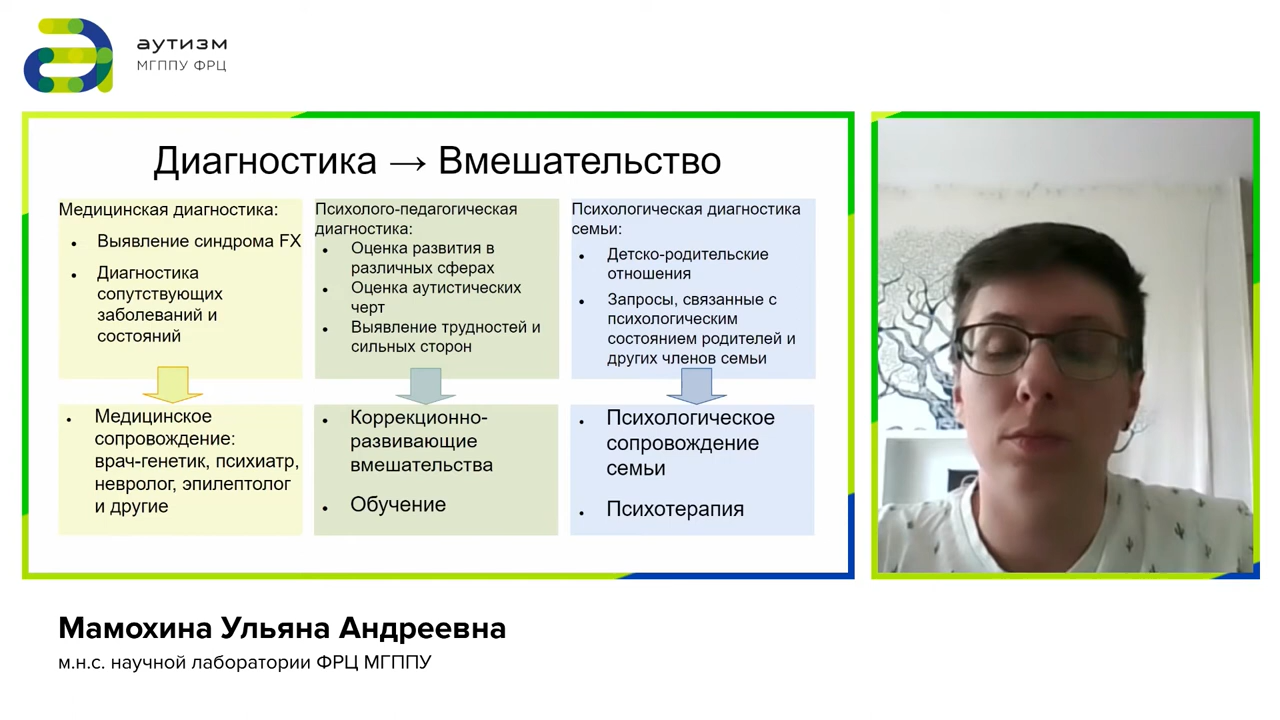 аутизм
МГППУ ФРЦ
Диагностика → Вмешательство
Медицинская диагностика:
• Выявление синдрома FX
• Диагностика
сопутствующих
заболеваний и
состояний
Психолого-педагогическая
диагностика:
• Оценка развития в
различных сферах
• Оценка аутистических
черт
• Выявление трудностей и
сильных сторон
Психологическая диагностика
семьи:
• Детско-родительские
отношения
• Запросы, связанные с
психологическим
состоянием родителей и
других членов семьи
• Медицинское
сопровождение:
врач-генетик, психиатр,
невролог, эпилептолог
и другие
• Коррекционно-
развивающие
вмешательства
• Обучение
• Психологическое
сопровождение
семьи
• Психотерапия
Мамохина Ульяна Андреевна
м.н.с. научной лаборатории ФРЦ МГППУ